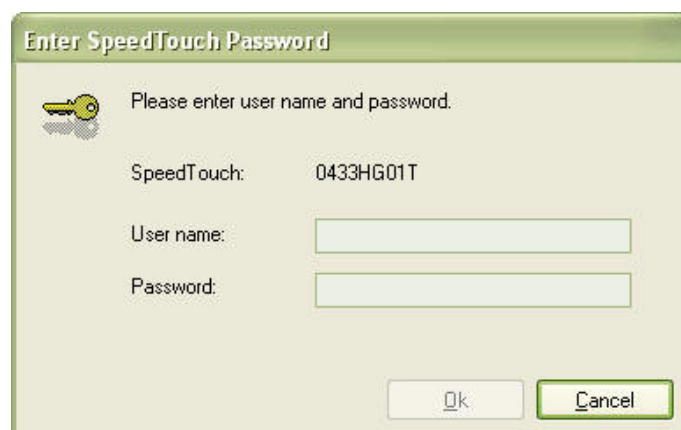 Enter SpeedTouch Password
Please enter user name and password.
SpeedTouch: 0433HG01T
User name:
Password:
Ok Cancel